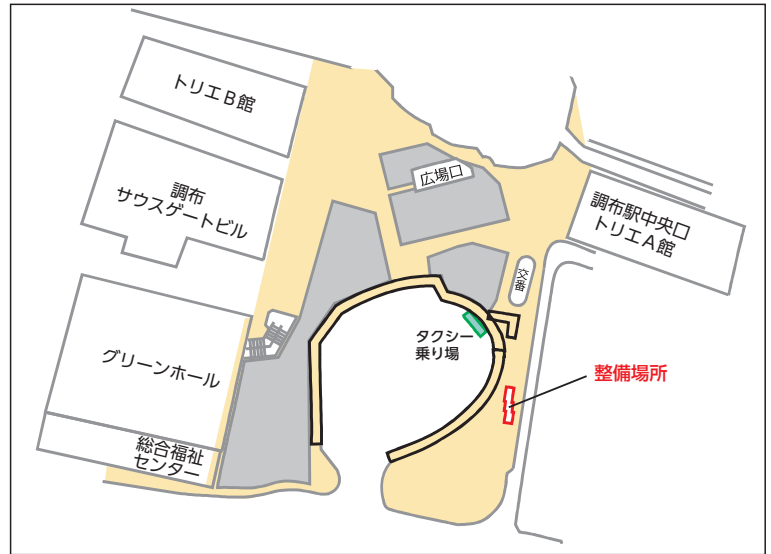 トリエB館
広場口
調布
サウスゲートビル
調布駅中央口
トリエA館
交番
タクシー
乗り場
グリーンホール
整備場所
総合福祉
センター